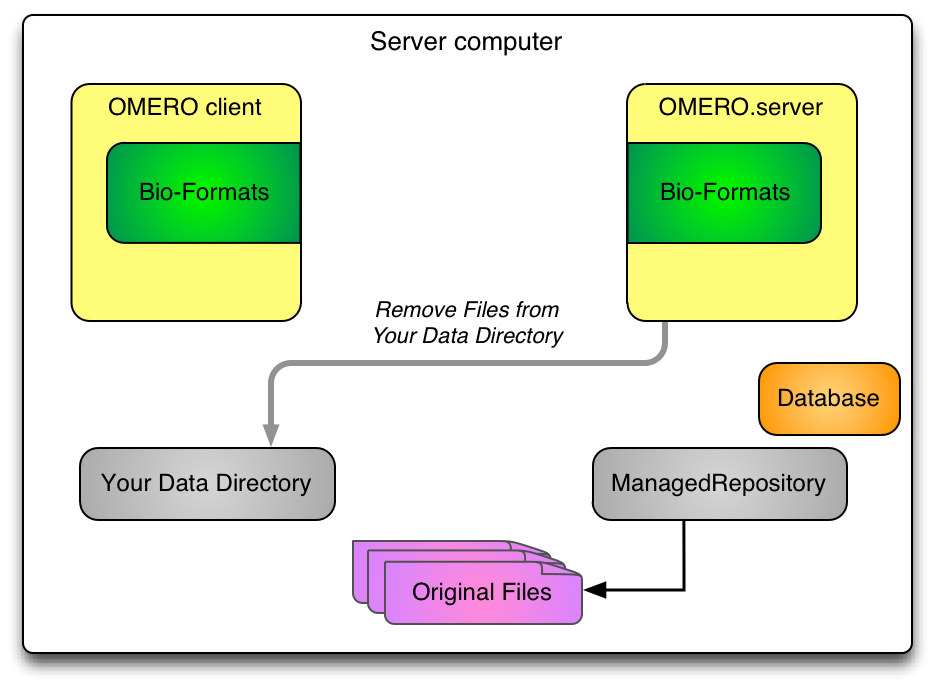 Server computer
OMERO client
OMERO.server
Bio-Formats
Bio-Formats
Remove Files from
Your Data Directory
Database
Your Data Directory
ManagedRepository
Original Files